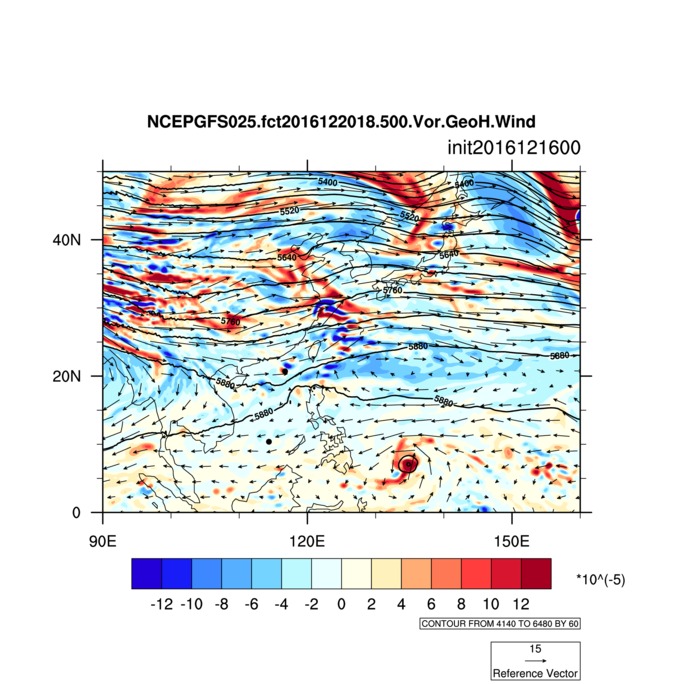 NCEPGFS025.fct2016122018.500.Vor.GeoH.Wind
init2016121600
5400
5400
5520
5520
40N
5640
5640
5760
5760
5880
5880
20N
5880
5880
5880
0
90E 120E 150E
*10^(-5)
-12 -10 -8 -6 -4 -2 0 2 4 6 8 10 12
CONTOUR FROM 4140 TO 6480 BY 60
15
Reference Vector